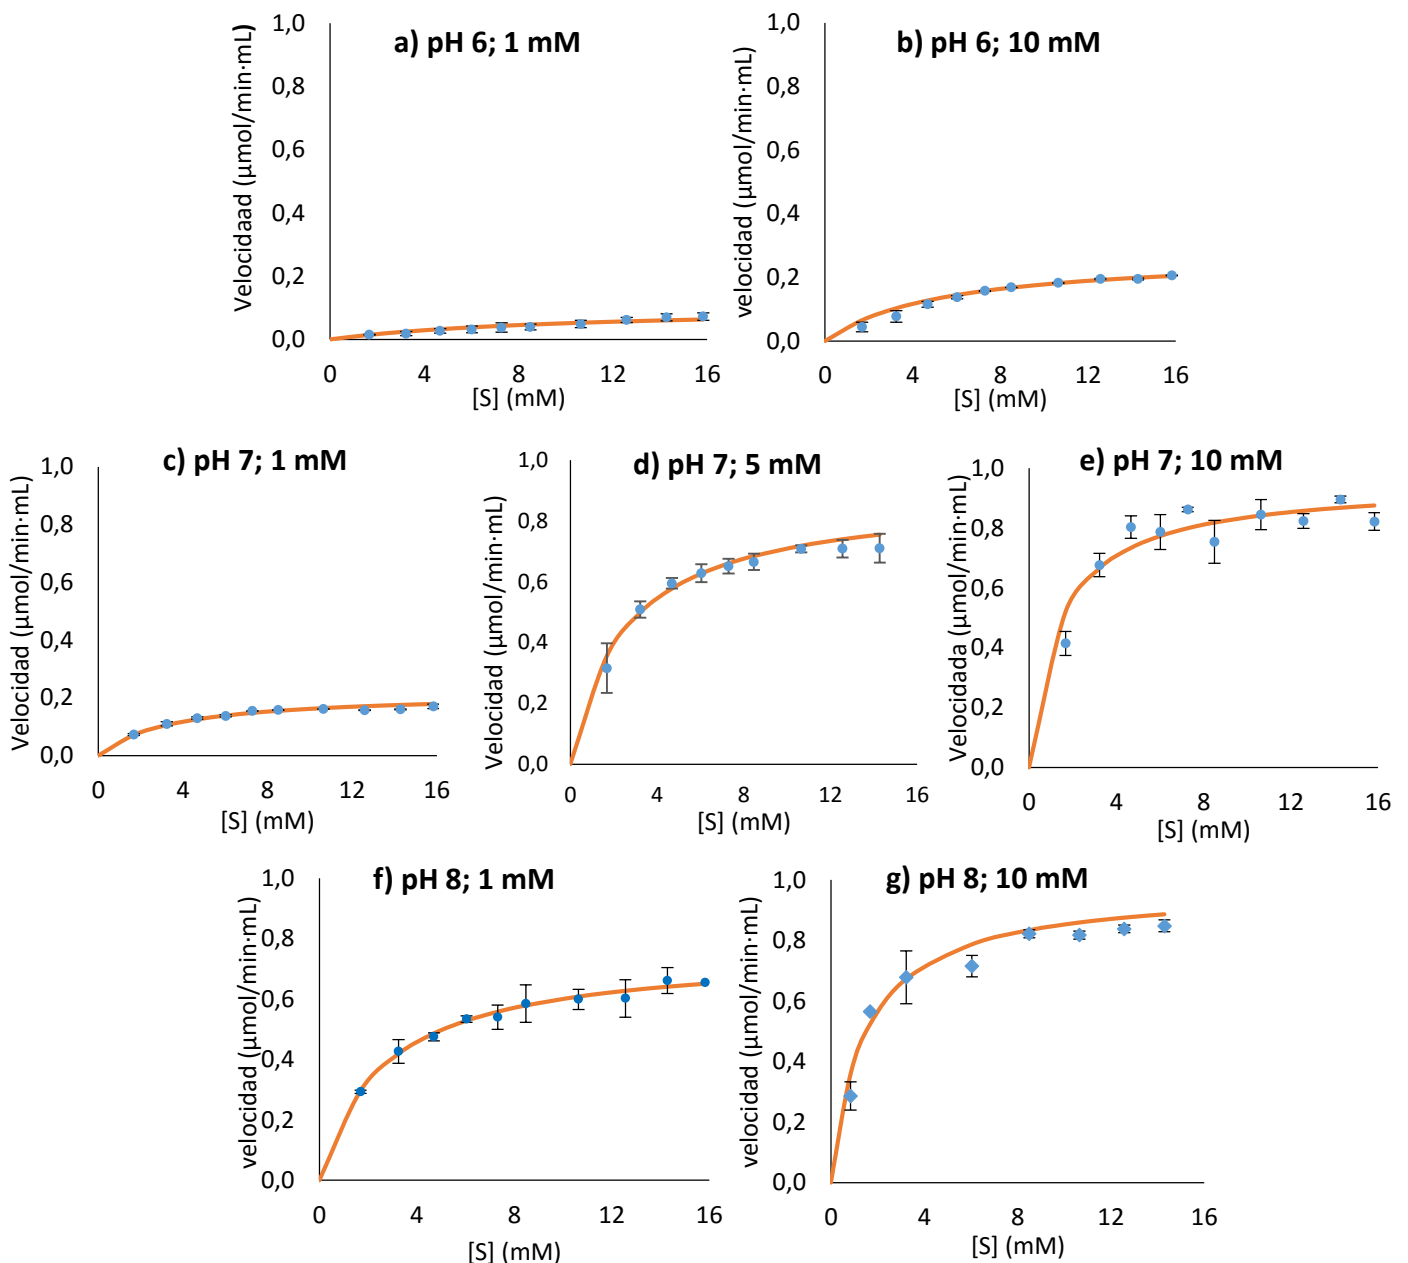 a) pH 6; 1 mM
Velocidaad (µmol/min·mL)
1,0
0,8
0,6
0,4
0,2
0,0
0 4 8 12 16
[S] (mM)
b) pH 6; 10 mM
velocidad (µmol/min·mL)
1,0
0,8
0,6
0,4
0,2
0,0
0 4 8 12 16
[S] (mM)
c) pH 7; 1 mM
Velocidad (µmol/min·mL)
1,0
0,8
0,6
0,4
0,2
0,0
0 4 8 12 16
[S] (mM)
d) pH 7; 5 mM
Velocidad (µmol/min·mL)
1,0
0,8
0,6
0,4
0,2
0,0
0 4 8 12 16
[S] (mM)
e) pH 7; 10 mM
Velocidada (µmol/min·mL)
1,0
0,8
0,6
0,4
0,2
0,0
0 4 8 12 16
[S] (mM)
f) pH 8; 1 mM
velocidad (µmol/min·mL)
1,0
0,8
0,6
0,4
0,2
0,0
0 4 8 12 16
[S] (mM)
g) pH 8; 10 mM
velocidad (µmol/min·mL)
1,0
0,8
0,6
0,4
0,2
0,0
0 4 8 12 16
[S] (mM)